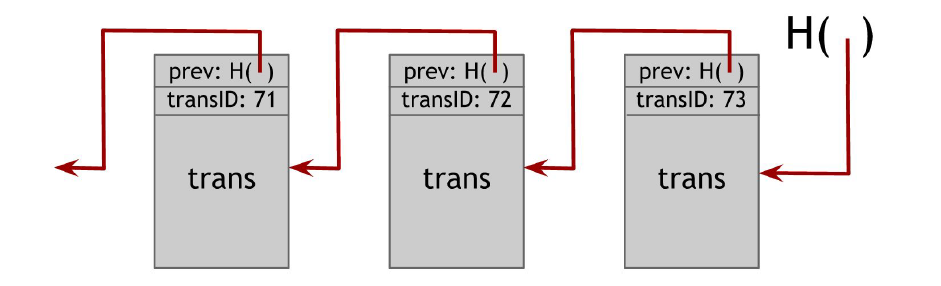 H( )
prev: H( )
transID: 71
trans
prev: H( )
transID: 72
trans
prev: H( )
transID: 73
trans